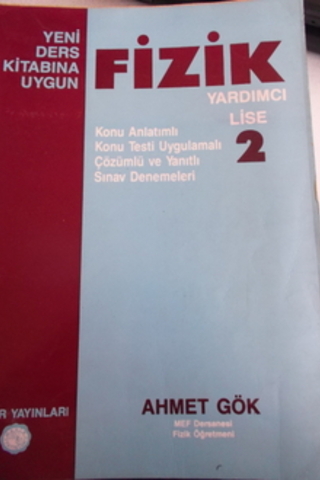 YENİ
DERS
KİTABINA
UYGUN
FİZİK
YARDIMCI
LİSE
2
Konu Anlatımlı
Konu Testi Uygulamalı
Çözümlü ve Yanıtlı
Sınav Denemeleri
R YAYINLARI
AHMET GÖK
MEF Dersanesi
Fizik Öğretmeni